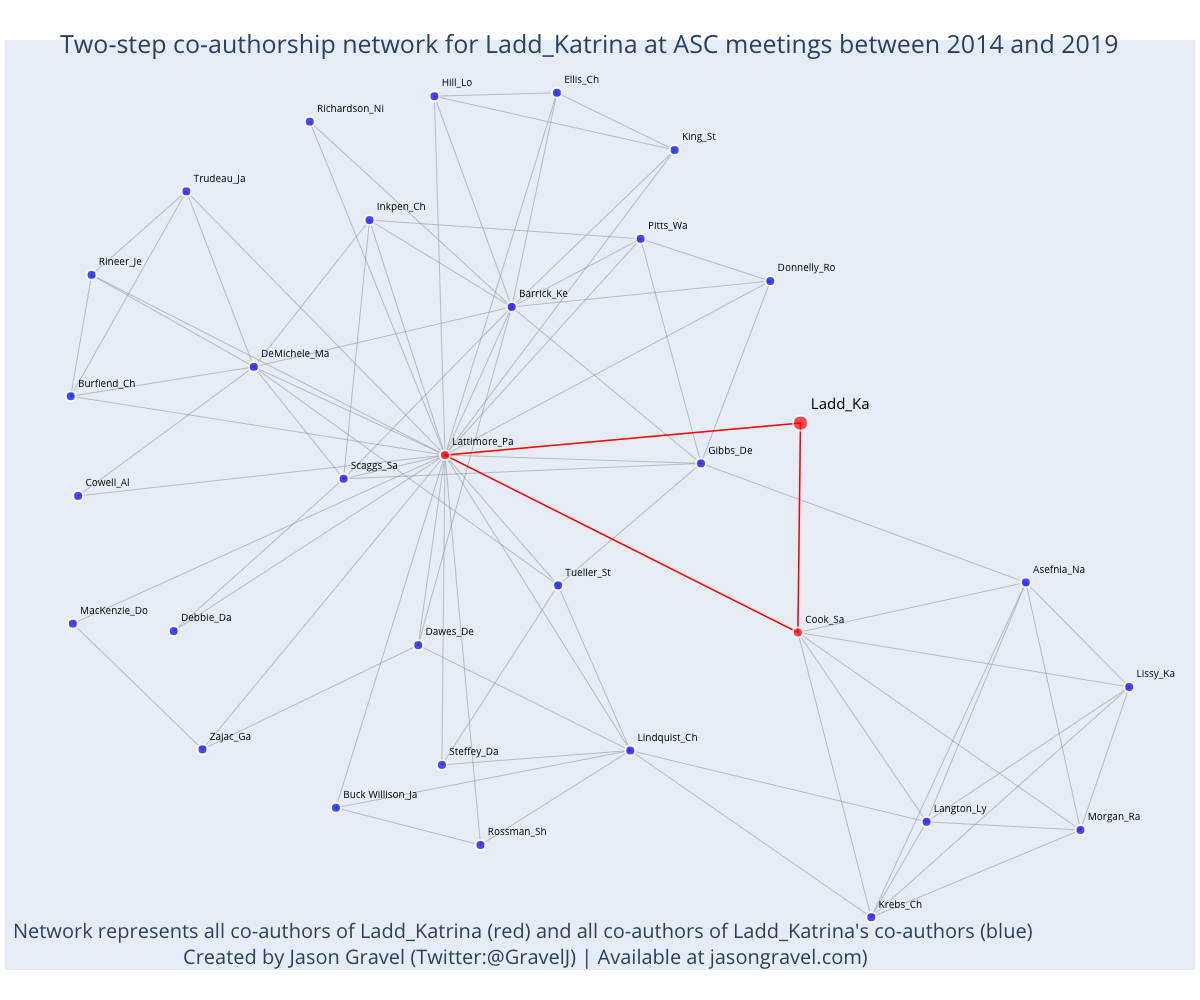 Two-step co-authorship network for Ladd_Katrina at ASC meetings between 2014 and 2019
Hill_Lo
Ellis_Ch
Richardson_Ni
King_St
Trudeau_Ja
Inkpen_Ch
Pitts_Wa
Rineer_Je
Donnelly_Ro
Barrick_Ke
DeMichele_Ma
Burfiend_Ch
Ladd_Ka
Lattimore_Pa
Gibbs_De
Scaggs_Sa
Cowell_Al
Tueller_St
Asefnia_Na
MacKenzie_Do
Debbie_Da
Cook_Sa
Dawes_De
Lissy_Ka
Zajac_Ga
Lindquist_Ch
Steffey_Da
Buck Willison_Ja
Langton_Ly
Morgan_Ra
Rossman_Sh
Krebs_Ch
Network represents all co-authors of Ladd_Katrina (red) and all co-authors of Ladd_Katrina's co-authors (blue)
Created by Jason Gravel (Twitter:@GravelJ) | Available at jasongravel.com)